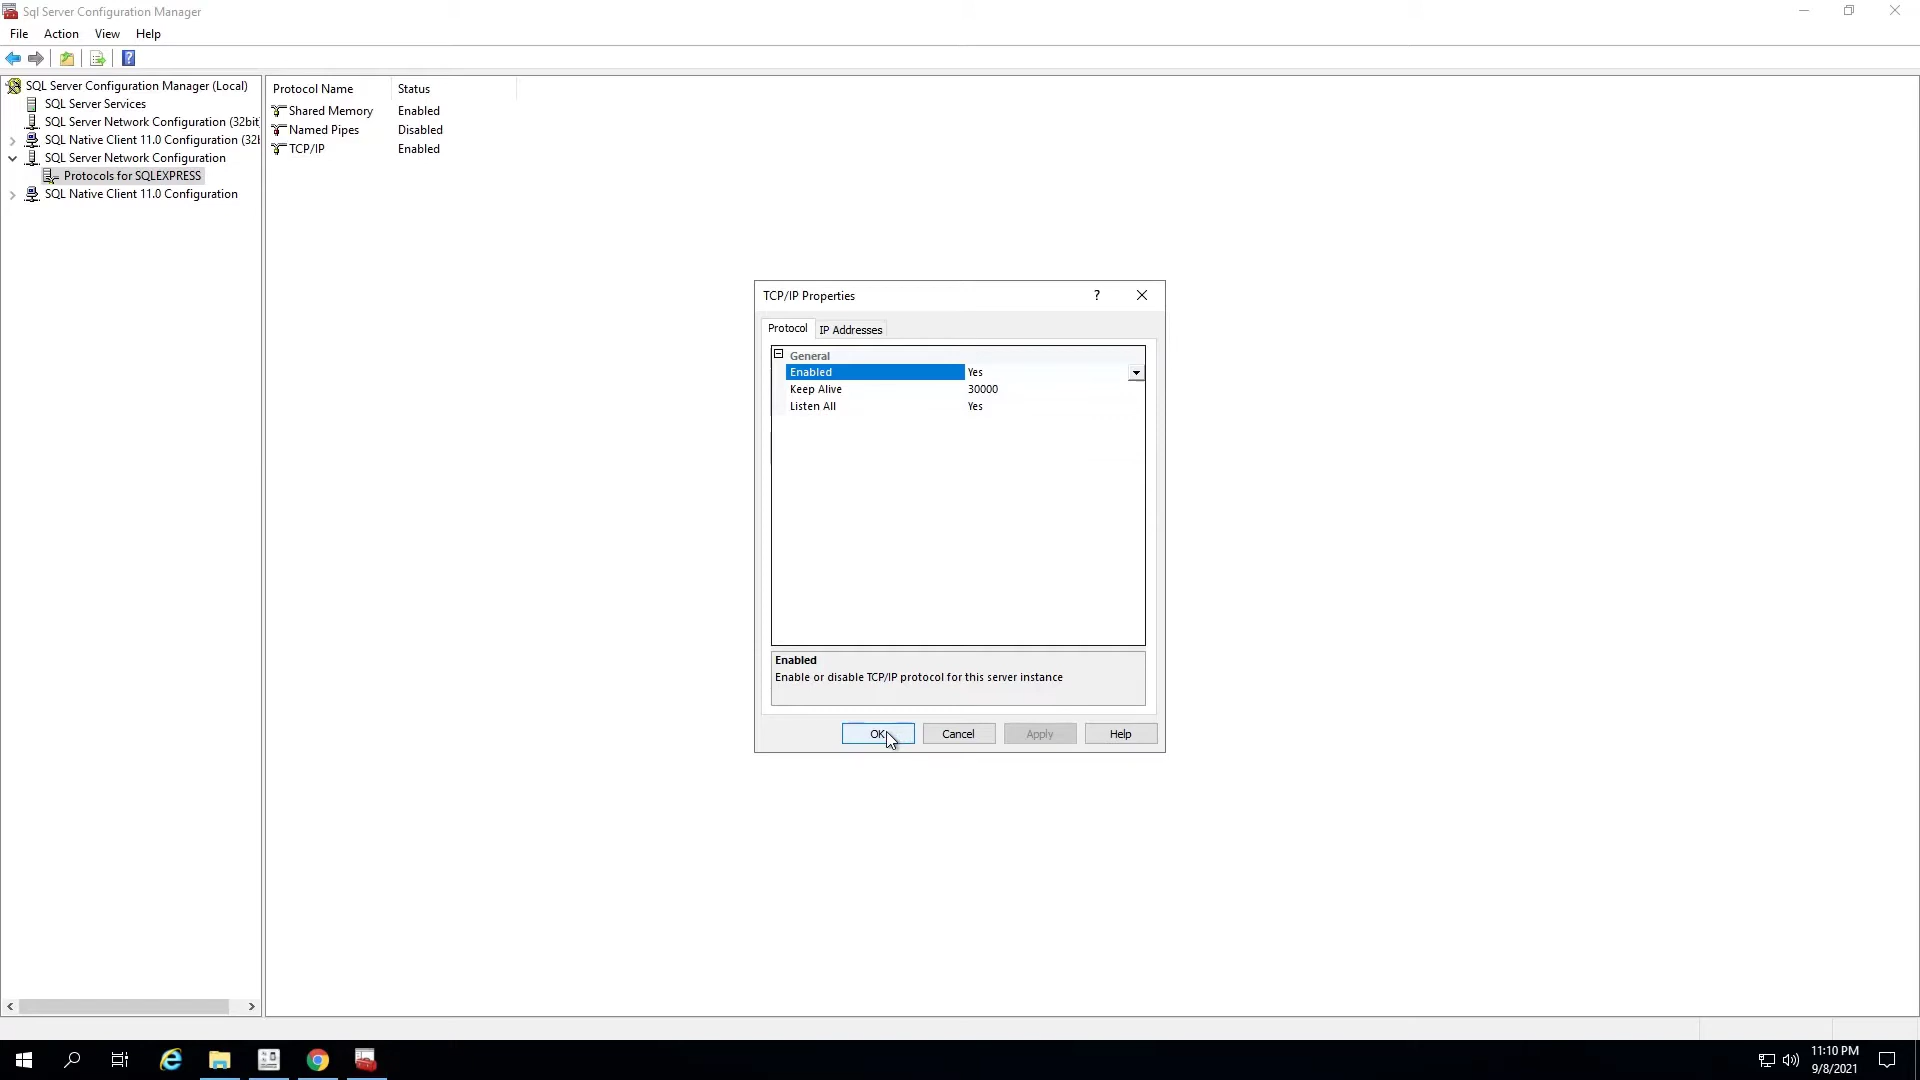 Sql Server Configuration Manager
File Action View Help
SQL Server Configuration Manager (Local)
SQL Server Services
SQL Server Network Configuration (32bit
SQL Native Client 11.0 Configuration (32b
SQL Server Network Configuration
Protocols for SQLEXPRESS
SQL Native Client 11.0 Configuration
Protocol Name Status
Shared Memory Enabled
Named Pipes Disabled
TCP/IP Enabled
TCP/IP Properties
Protocol IP Addresses
General
Enabled Yes
Keep Alive 30000
Listen All Yes
Enabled
Enable or disable TCP/IP protocol for this server instance
OK Cancel Apply Help
11:10 PM
9/8/2021